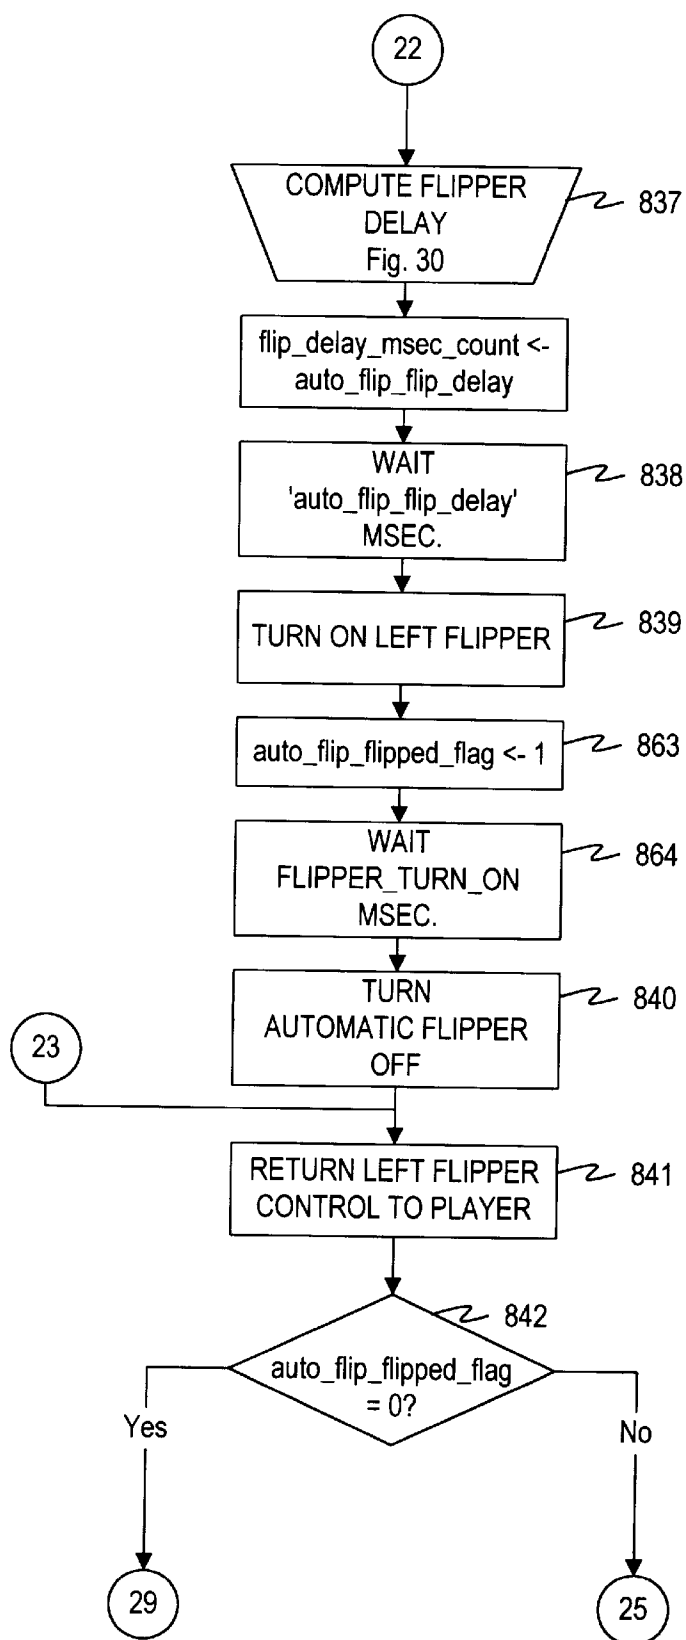 22
COMPUTE FLIPPER
DELAY
Fig. 30
837
flip_delay_msec_count <-
auto_flip_flip_delay
WAIT
'auto_flip_flip_delay'
MSEC.
838
TURN ON LEFT FLIPPER
839
auto_flip_flipped_flag <- 1
863
WAIT
FLIPPER_TURN_ON
MSEC.
864
TURN
AUTOMATIC FLIPPER
OFF
840
23
RETURN LEFT FLIPPER
CONTROL TO PLAYER
841
842
auto_flip_flipped_flag
= 0?
Yes
No
29
25